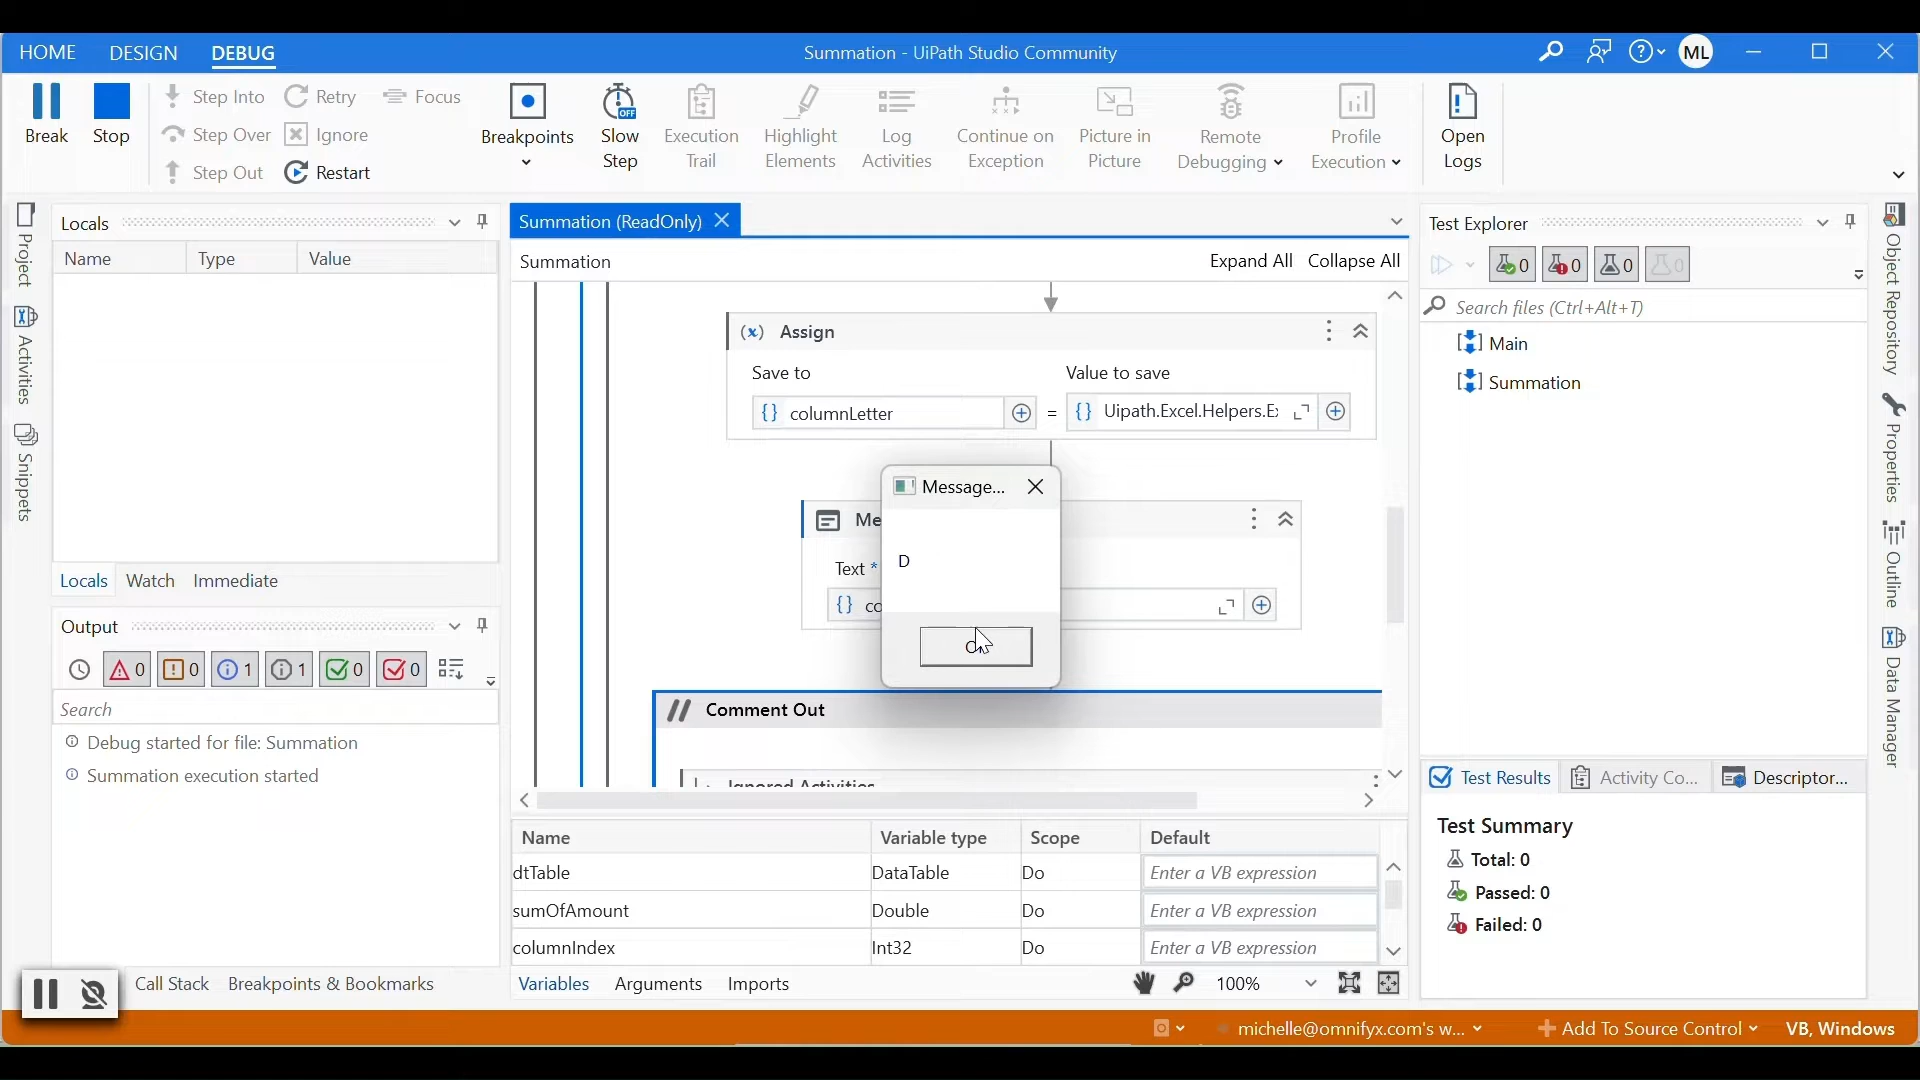 HOME DESIGN DEBUG
Summation - UiPath Studio Community
ML
Break
Stop
Step Into
Step Over
Step Out
Retry
Ignore
Restart
Focus
Breakpoints
Slow
Step
OFF
Execution
Trail
Highlight
Elements
Log
Activities
Continue on
Exception
Picture in
Picture
Remote
Debugging
Profile
Execution
Open
Logs
Project
Activities
Snippets
Locals
Name Type Value
Locals Watch Immediate
Output
0 0 1 1 0 0
Search
Debug started for file: Summation
Summation execution started
Call Stack Breakpoints & Bookmarks
Summation (ReadOnly)
Summation
Expand All Collapse All
(x) Assign
Save to
Value to save
{} columnLetter
=
{} Uipath.Excel.Helpers.E
Text *
{}
Message...
D
// Comment Out
Ignored Activities
Name Variable type Scope Default
dtTable DataTable Do Enter a VB expression
sumOfAmount Double Do Enter a VB expression
columnIndex Int32 Do Enter a VB expression
Variables Arguments Imports
100%
Test Explorer
0 0 0 0
Search files (Ctrl+Alt+T)
Main
Summation
Test Results Activity Co... Descriptor...
Test Summary
Total: 0
Passed: 0
Failed: 0
Object Repository
Properties
Outline
Data Manager
michelle@omnifyx.com's w...
Add To Source Control
VB, Windows